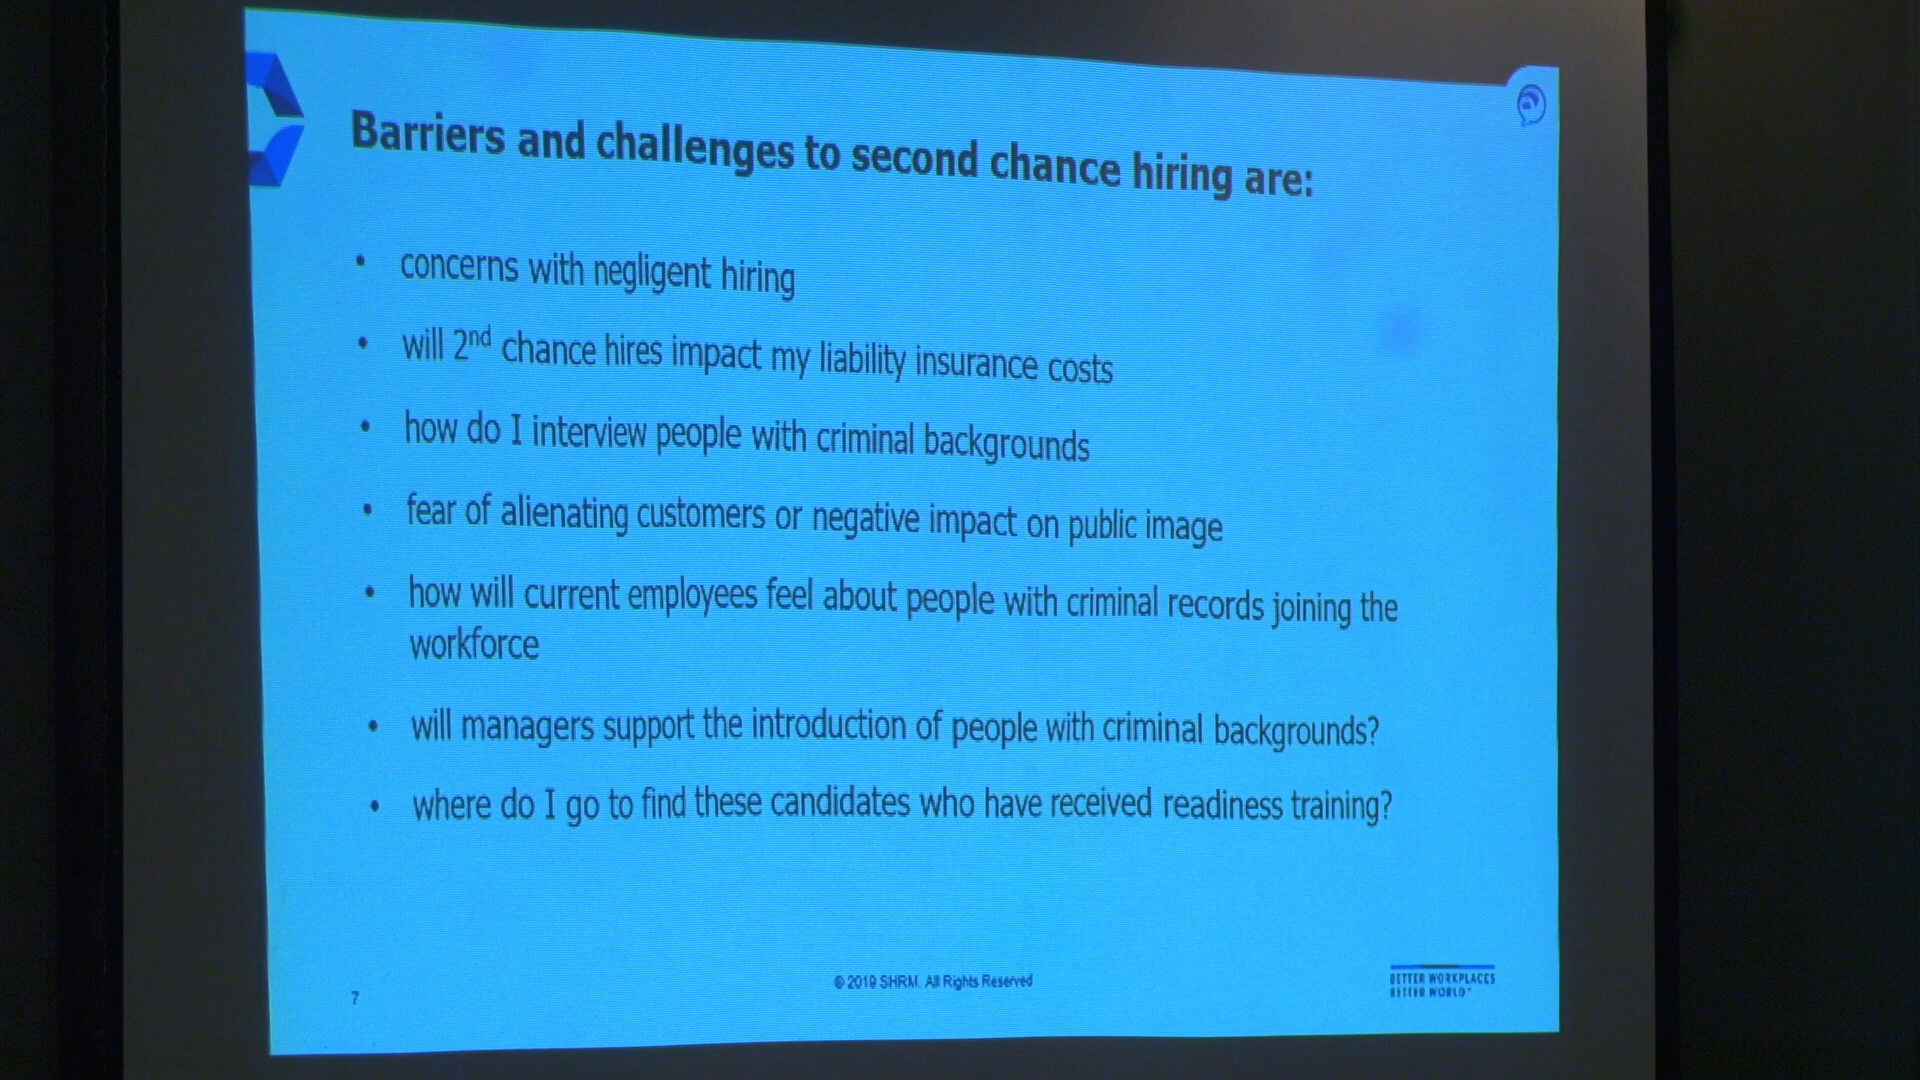 Barriers and challenges to second chance hiring are:
• concerns with negligent hiring
• will 2nd chance hires impact my liability insurance costs
• how do I interview people with criminal backgrounds
• fear of alienating customers or negative impact on public image
• how will current employees feel about people with criminal records joining the
workforce
• will managers support the introduction of people with criminal backgrounds?
• where do I go to find these candidates who have received readiness training?
7
© 2019 SHRM. All Rights Reserved
BETTER WORKPLACES
BETTER WORLD™